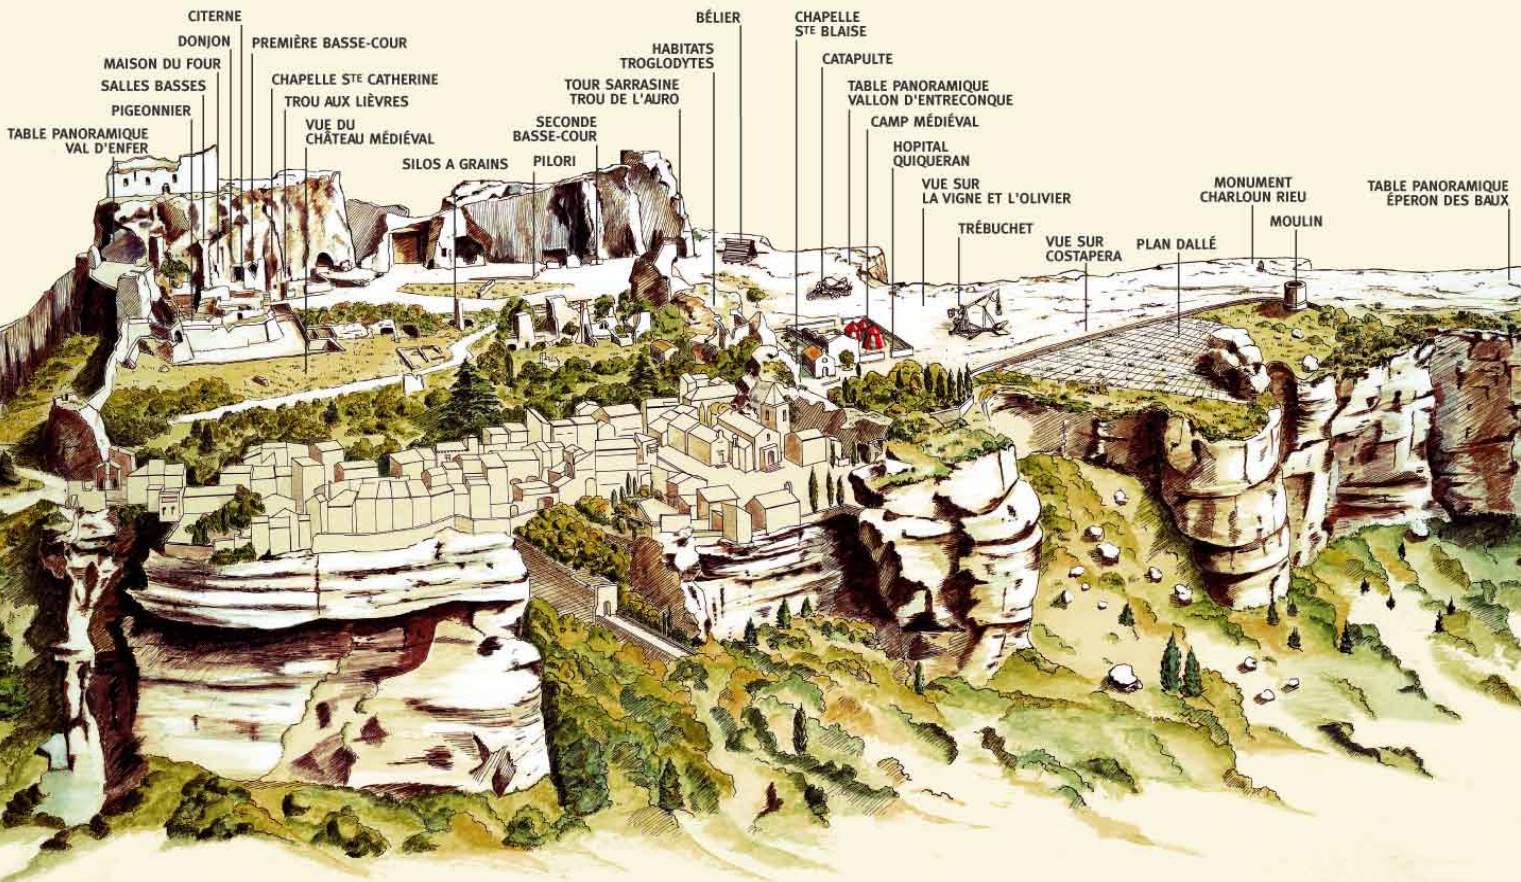 CITERNE
DONJON
PREMIÈRE BASSE-COUR
MAISON DU FOUR
SALLES BASSES
CHAPELLE STE CATHERINE
PIGEONNIER
TROU AUX LIÈVRES
TABLE PANORAMIQUE
VAL D'ENFER
VUE DU
CHÂTEAU MÉDIÉVAL
SILOS A GRAINS
PILORI
SECONDE
BASSE-COUR
TOUR SARRASINE
TROU DE L'AURO
HABITATS
TROGLODYTES
BÉLIER
CHAPELLE
STE BLAISE
CATAPULTE
TABLE PANORAMIQUE
VALLON D'ENTRECONQUE
CAMP MÉDIÉVAL
HOPITAL
QUIQUERAN
VUE SUR
LA VIGNE ET L'OLIVIER
TRÉBUCHET
VUE SUR
COSTAPERA
PLAN DALLÉ
MONUMENT
CHARLOUN RIEU
MOULIN
TABLE PANORAMIQUE
ÉPERON DES BAUX